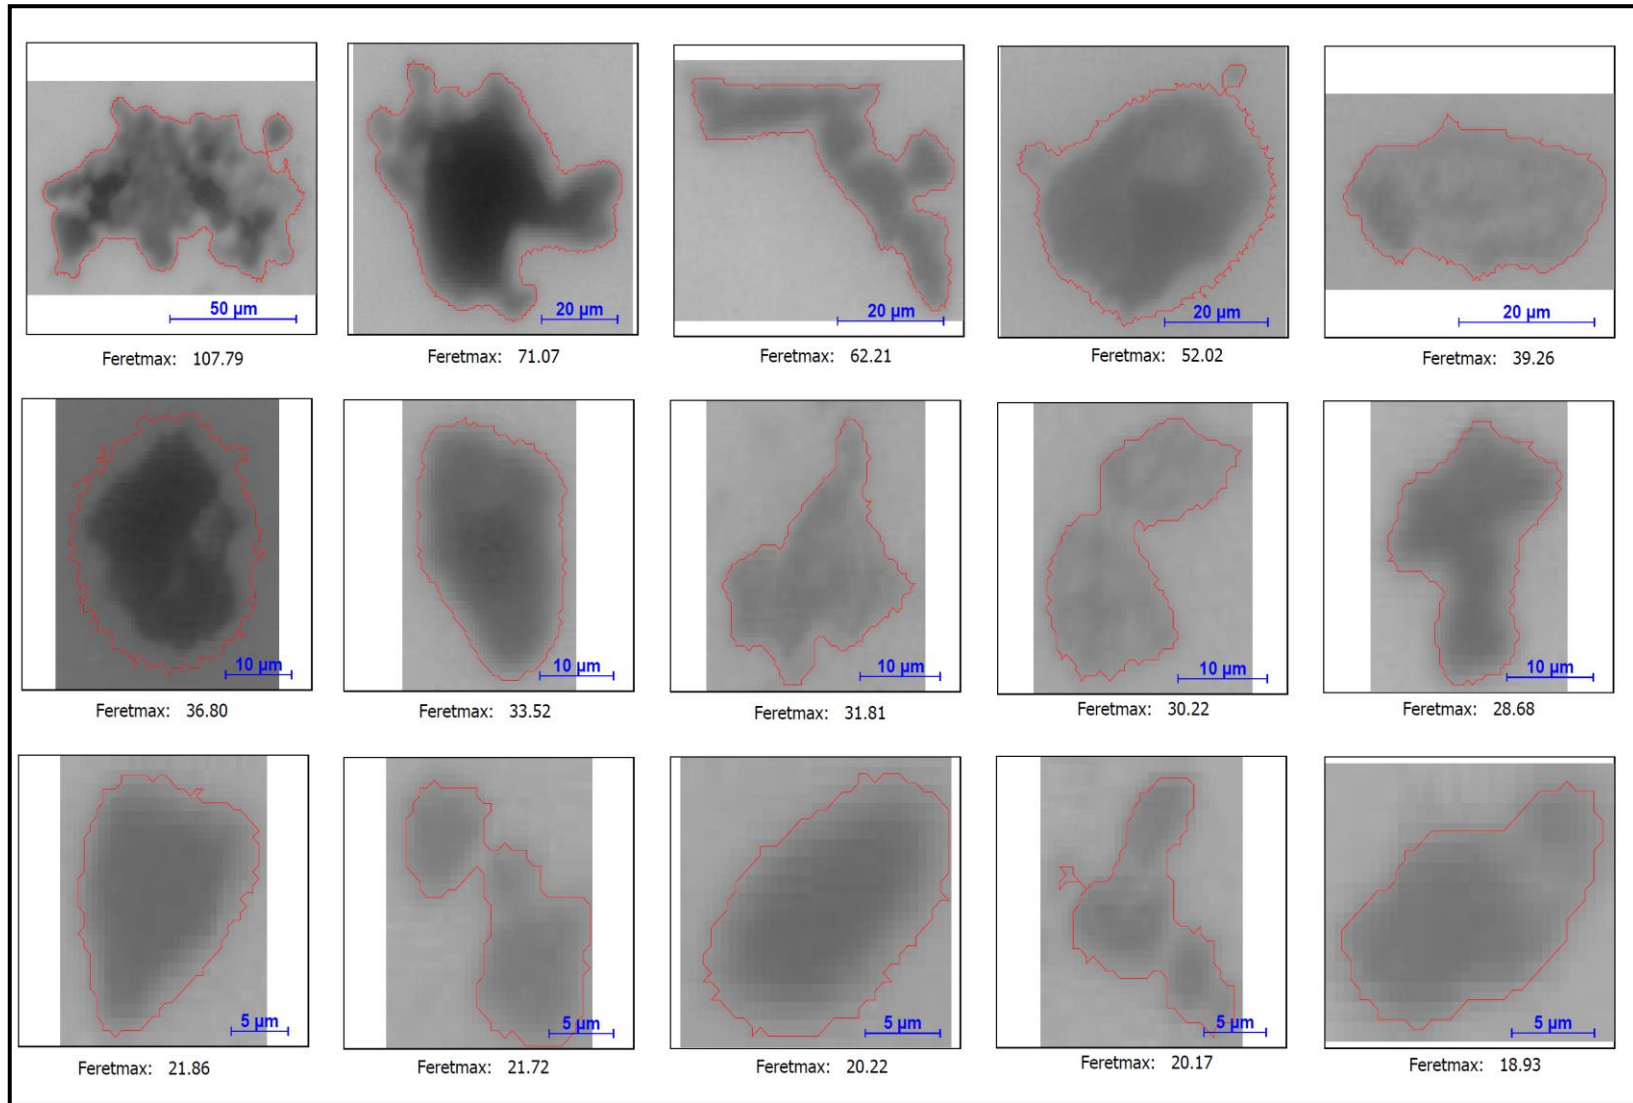 50 µm
20 µm
20 µm
20 µm
20 µm
Feretmax: 107.79
Feretmax: 71.07
Feretmax: 62.21
Feretmax: 52.02
Feretmax: 39.26
10 µm
10 µm
10 µm
10 µm
10 µm
Feretmax: 36.80
Feretmax: 33.52
Feretmax: 31.81
Feretmax: 30.22
Feretmax: 28.68
5 µm
5 µm
5 µm
5 µm
5 µm
Feretmax: 21.86
Feretmax: 21.72
Feretmax: 20.22
Feretmax: 20.17
Feretmax: 18.93